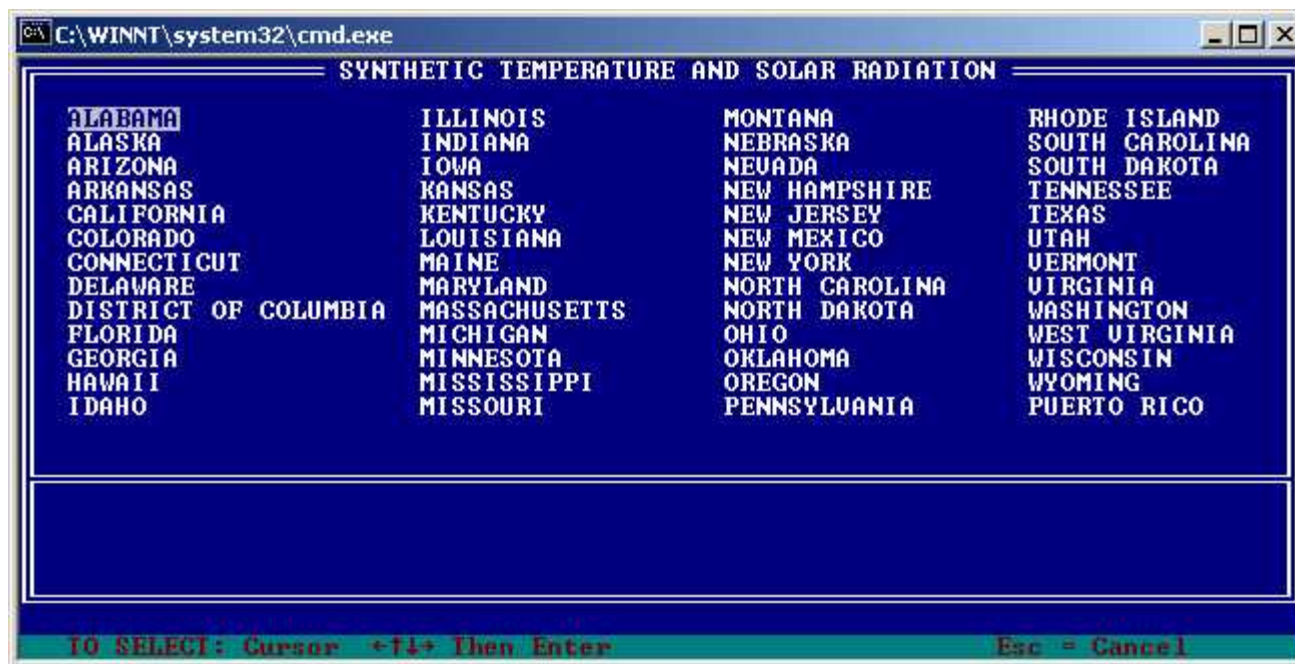 C:\WINNT\system32\cmd.exe
SYNTHETIC TEMPERATURE AND SOLAR RADIATION
ALABAMA ILLINOIS MONTANA RHODE ISLAND
ALASKA INDIANA NEBRASKA SOUTH CAROLINA
ARIZONA IOWA NEVADA SOUTH DAKOTA
ARKANSAS KANSAS NEW HAMPSHIRE TENNESSEE
CALIFORNIA KENTUCKY NEW JERSEY TEXAS
COLORADO LOUISIANA NEW MEXICO UTAH
CONNECTICUT MAINE NEW YORK VERMONT
DELAWARE MARYLAND NORTH CAROLINA VIRGINIA
DISTRICT OF COLUMBIA MASSACHUSETTS NORTH DAKOTA WASHINGTON
FLORIDA MICHIGAN OHIO WEST VIRGINIA
GEORGIA MINNESOTA OKLAHOMA WISCONSIN
HAWAII MISSISSIPPI OREGON WYOMING
IDAHO MISSOURI PENNSYLVANIA PUERTO RICO
TO SELECT: Cursor ←↑↓→ Then Enter Esc = Cancel